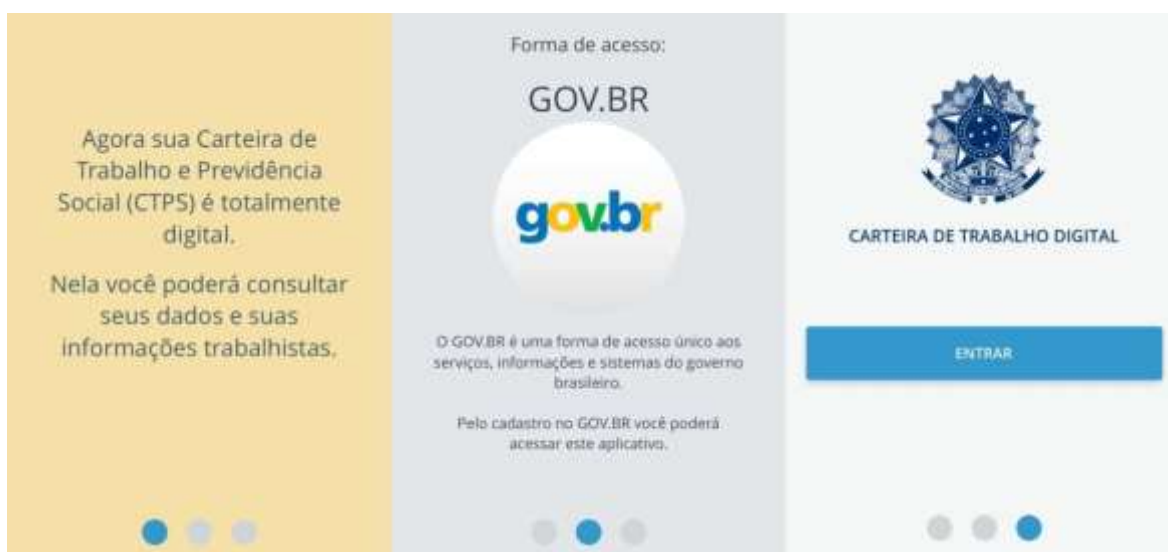 Agora sua Carteira de
Trabalho e Previdência
Social (CTPS) é totalmente
digital.
Nela você poderá consultar
seus dados e suas
informações trabalhistas.
Forma de acesso:
GOV.BR
gov.br
O GOV.BR é uma forma de acesso único aos
serviços, informações e sistemas do governo
brasileiro.
Pelo cadastro no GOV.BR você poderá
acessar este aplicativo.
CARTEIRA DE TRABALHO DIGITAL
ENTRAR